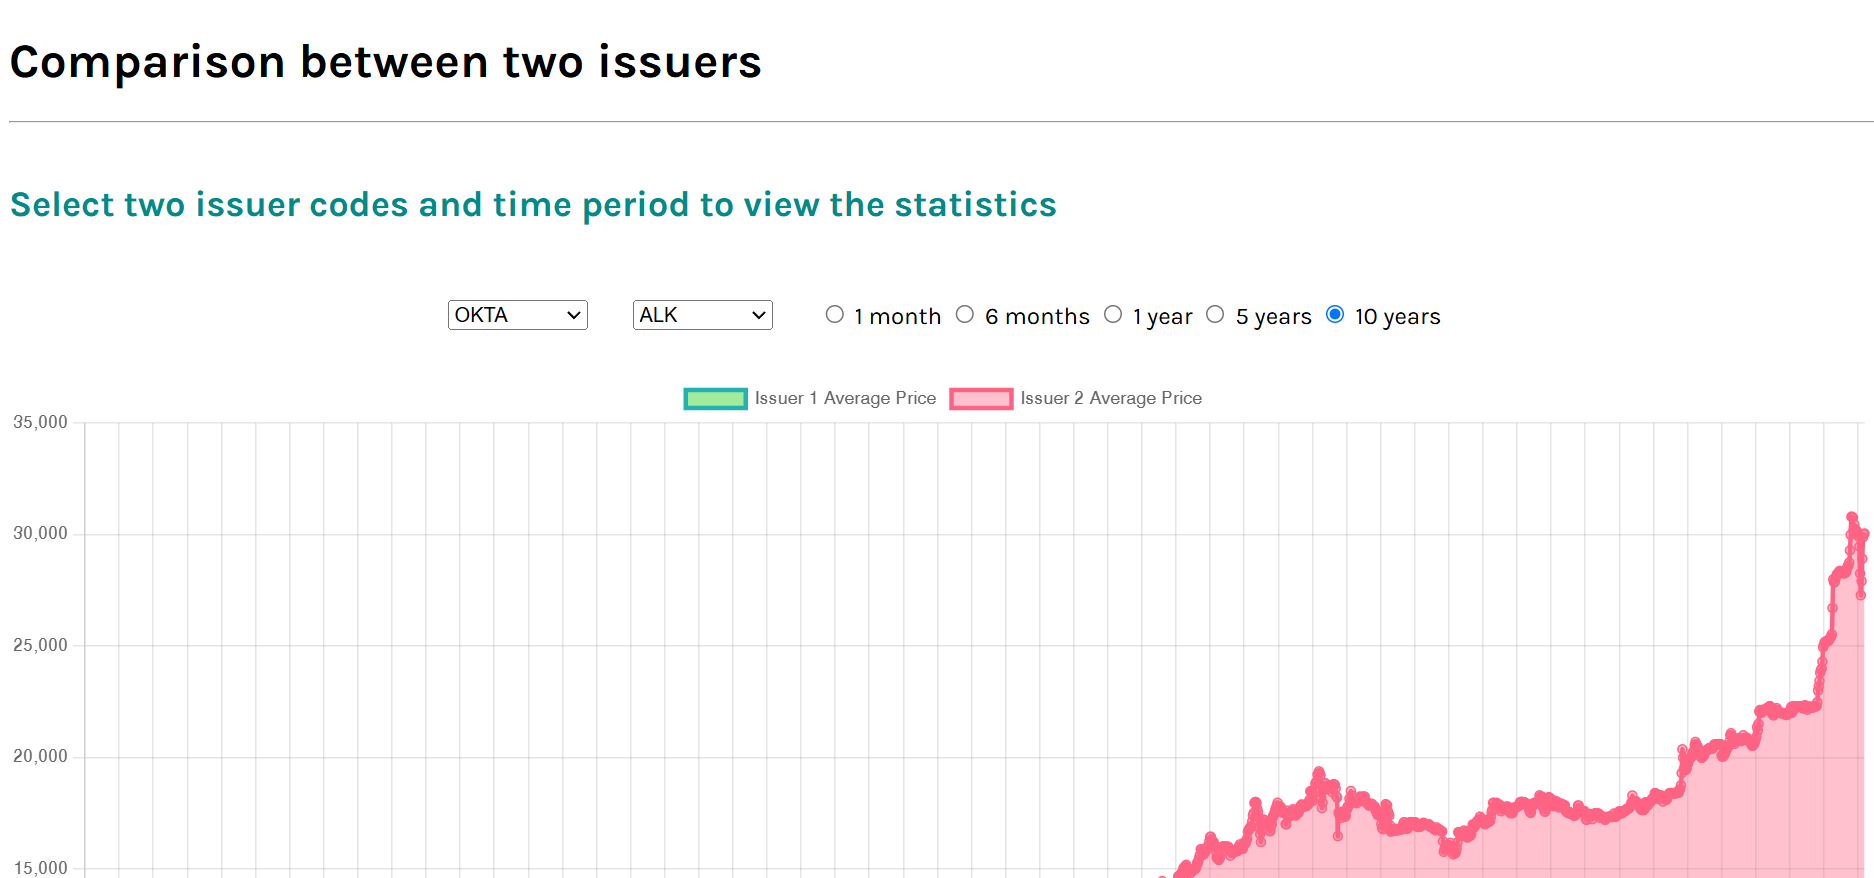 Comparison between two issuers
Select two issuer codes and time period to view the statistics
OKTA ALK 1 month 6 months 1 year 5 years 10 years
Issuer 1 Average Price Issuer 2 Average Price
35,000
30,000
25,000
20,000
15,000